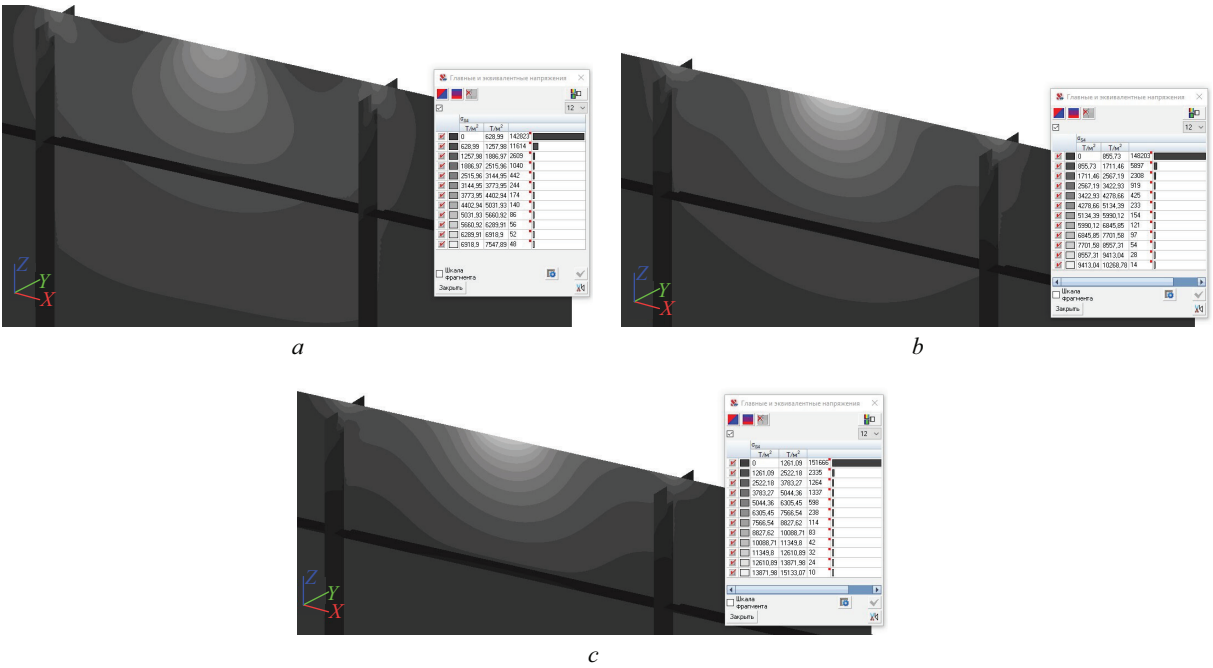 Главные и эквивалентные напряжения
12
σS4
Т/м² Т/м²
0 628,99 142823
628,99 1257,98 11614
1257,98 1886,97 2609
1886,97 2515,96 1040
2515,96 3144,95 442
3144,95 3773,95 244
3773,95 4402,94 174
4402,94 5031,93 140
5031,93 5660,92 86
5660,92 6289,91 56
6289,91 6918,9 52
6918,9 7547,89 48
Шкала
фрагмента
Закрыть
Z
Y
X
a
Главные и эквивалентные напряжения
12
σS4
Т/м² Т/м²
0 855,73 148203
855,73 1711,46 5897
1711,46 2567,19 2308
2567,19 3422,93 919
3422,93 4278,66 425
4278,66 5134,39 233
5134,39 5990,12 154
5990,12 6845,85 121
6845,85 7701,58 97
7701,58 8557,31 54
8557,31 9413,04 28
9413,04 10268,78 14
Шкала
фрагмента
Закрыть
Z
Y
X
b
Главные и эквивалентные напряжения
12
σS4
Т/м² Т/м²
0 1261,09 151666
1261,09 2522,18 2335
2522,18 3783,27 1264
3783,27 5044,36 1337
5044,36 6305,45 598
6305,45 7566,54 238
7566,54 8827,62 114
8827,62 10088,71 83
10088,71 11349,8 42
11349,8 12610,89 32
12610,89 13871,98 24
13871,98 15133,07 10
Шкала
фрагмента
Закрыть
Z
Y
X
c